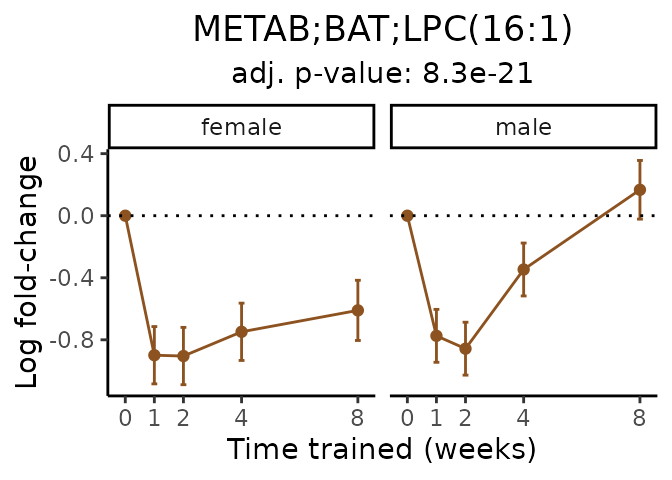 METAB;BAT;LPC(16:1)
adj. p-value: 8.3e-21
female
male
Log fold-change
0.4
0.0
-0.4
-0.8
0 1 2 4 8
0 1 2 4 8
Time trained (weeks)